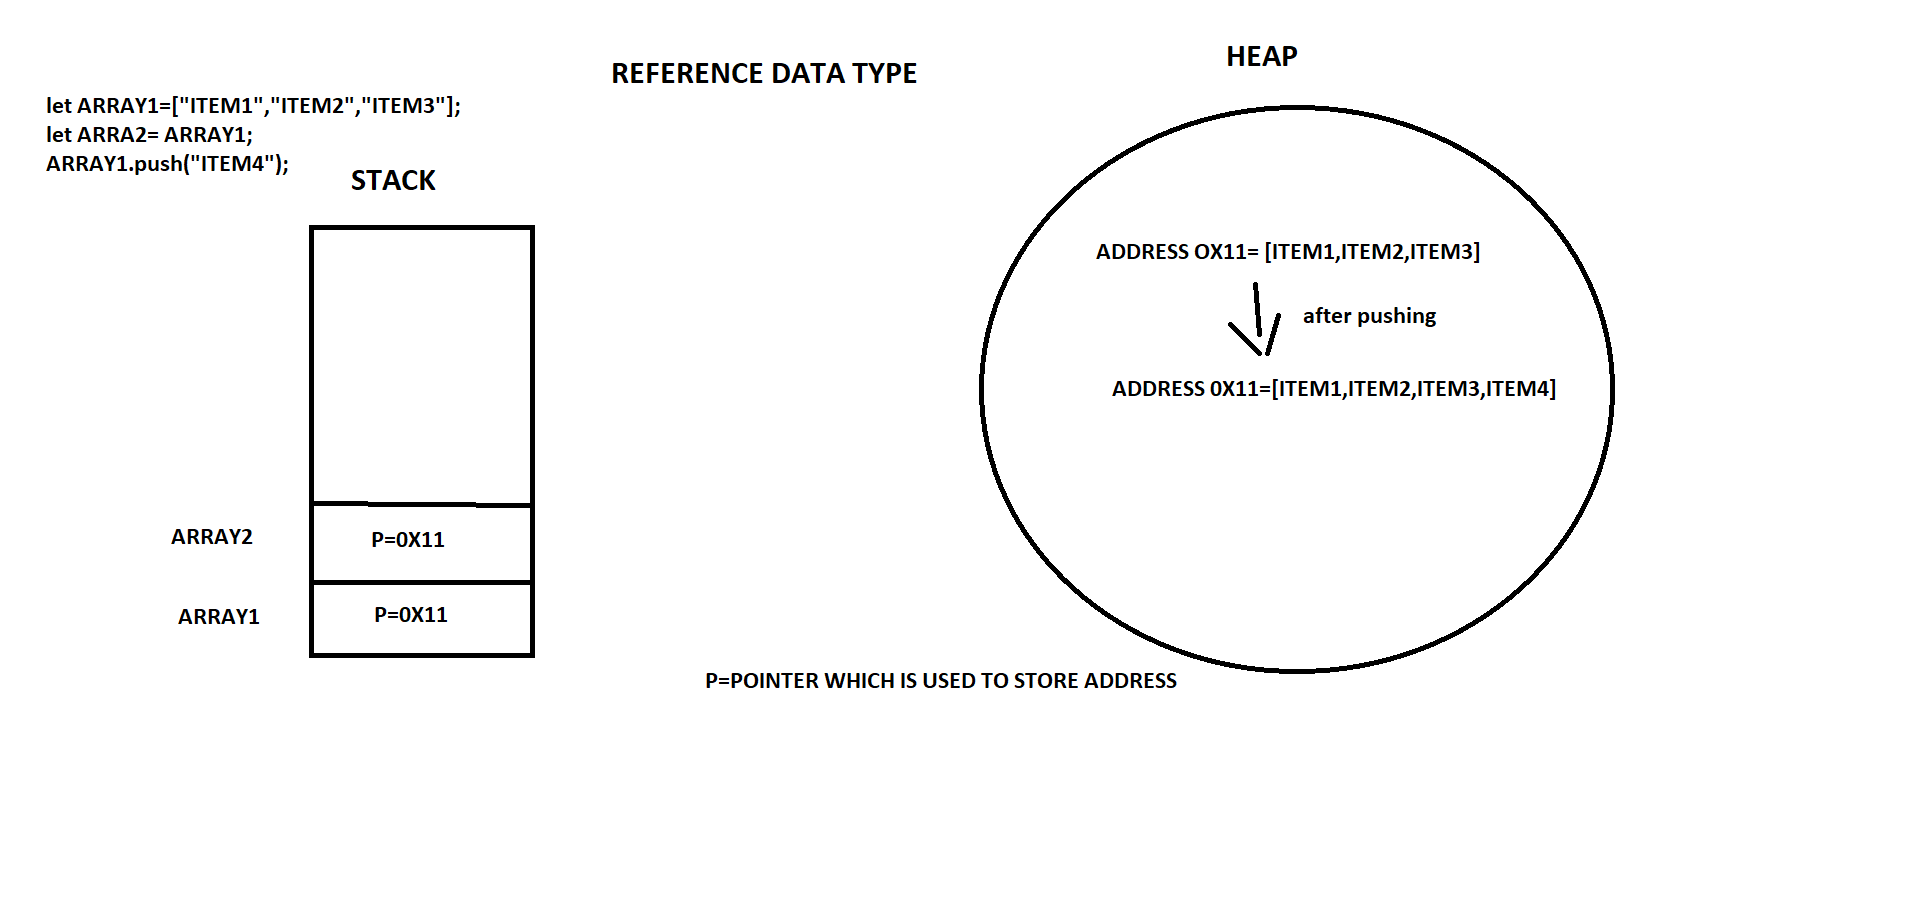 HEAP
REFERENCE DATA TYPE
let ARRAY1=["ITEM1","ITEM2","ITEM3"];
let ARRA2= ARRAY1;
ARRAY1.push("ITEM4");
STACK
ADDRESS OX11= [ITEM1,ITEM2,ITEM3]
after pushing
ADDRESS 0X11=[ITEM1,ITEM2,ITEM3,ITEM4]
ARRAY2
P=0X11
ARRAY1
P=0X11
P=POINTER WHICH IS USED TO STORE ADDRESS